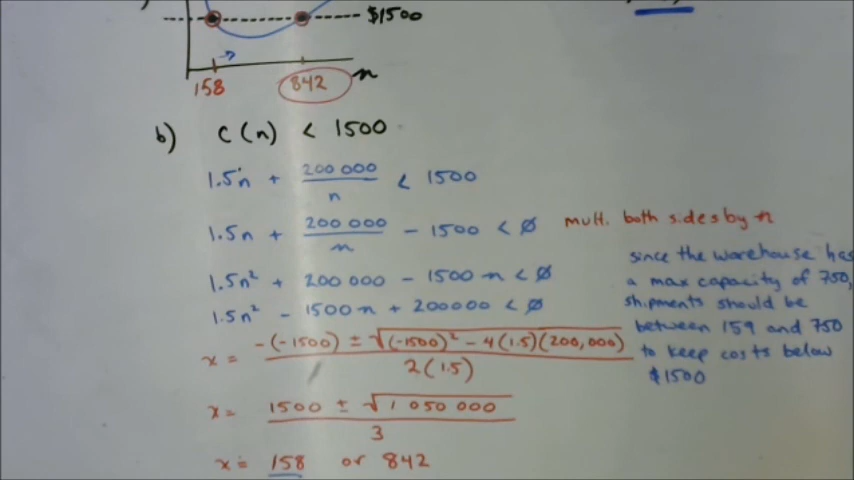 $1500
158
842
n
b) C(n) < 1500
1.5n + 200 000 / n < 1500
1.5n + 200 000 / n - 1500 < Ø
mult. both sides by n
1.5n² + 200 000 - 1500n < Ø
1.5n² - 1500n + 200000 < Ø
x = -(-1500) ± √(-1500)² - 4(1.5)(200,000) / 2(1.5)
x = 1500 ± √1 050 000 / 3
x = 158 or 842
since the warehouse has
a max capacity of 750,
shipments should be
between 159 and 750
to keep costs below
$1500